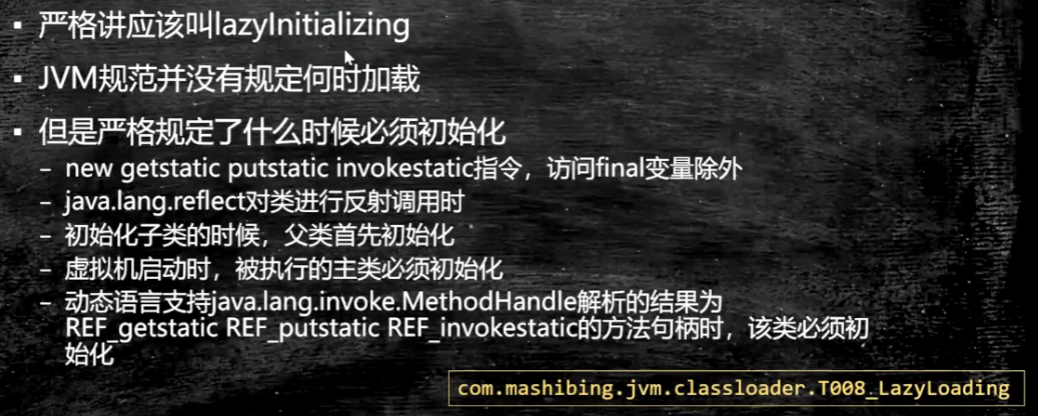 ▪ 严格讲应该叫lazyInitializing
▪ JVM规范并没有规定何时加载
▪ 但是严格规定了什么时候必须初始化
– new getstatic putstatic invokestatic指令，访问final变量除外
– java.lang.reflect对类进行反射调用时
– 初始化子类的时候，父类首先初始化
– 虚拟机启动时，被执行的主类必须初始化
– 动态语言支持java.lang.invoke.MethodHandle解析的结果为
REF_getstatic REF_putstatic REF_invokestatic的方法句柄时，该类必须初
始化
com.mashibing.jvm.classloader.T008_LazyLoading